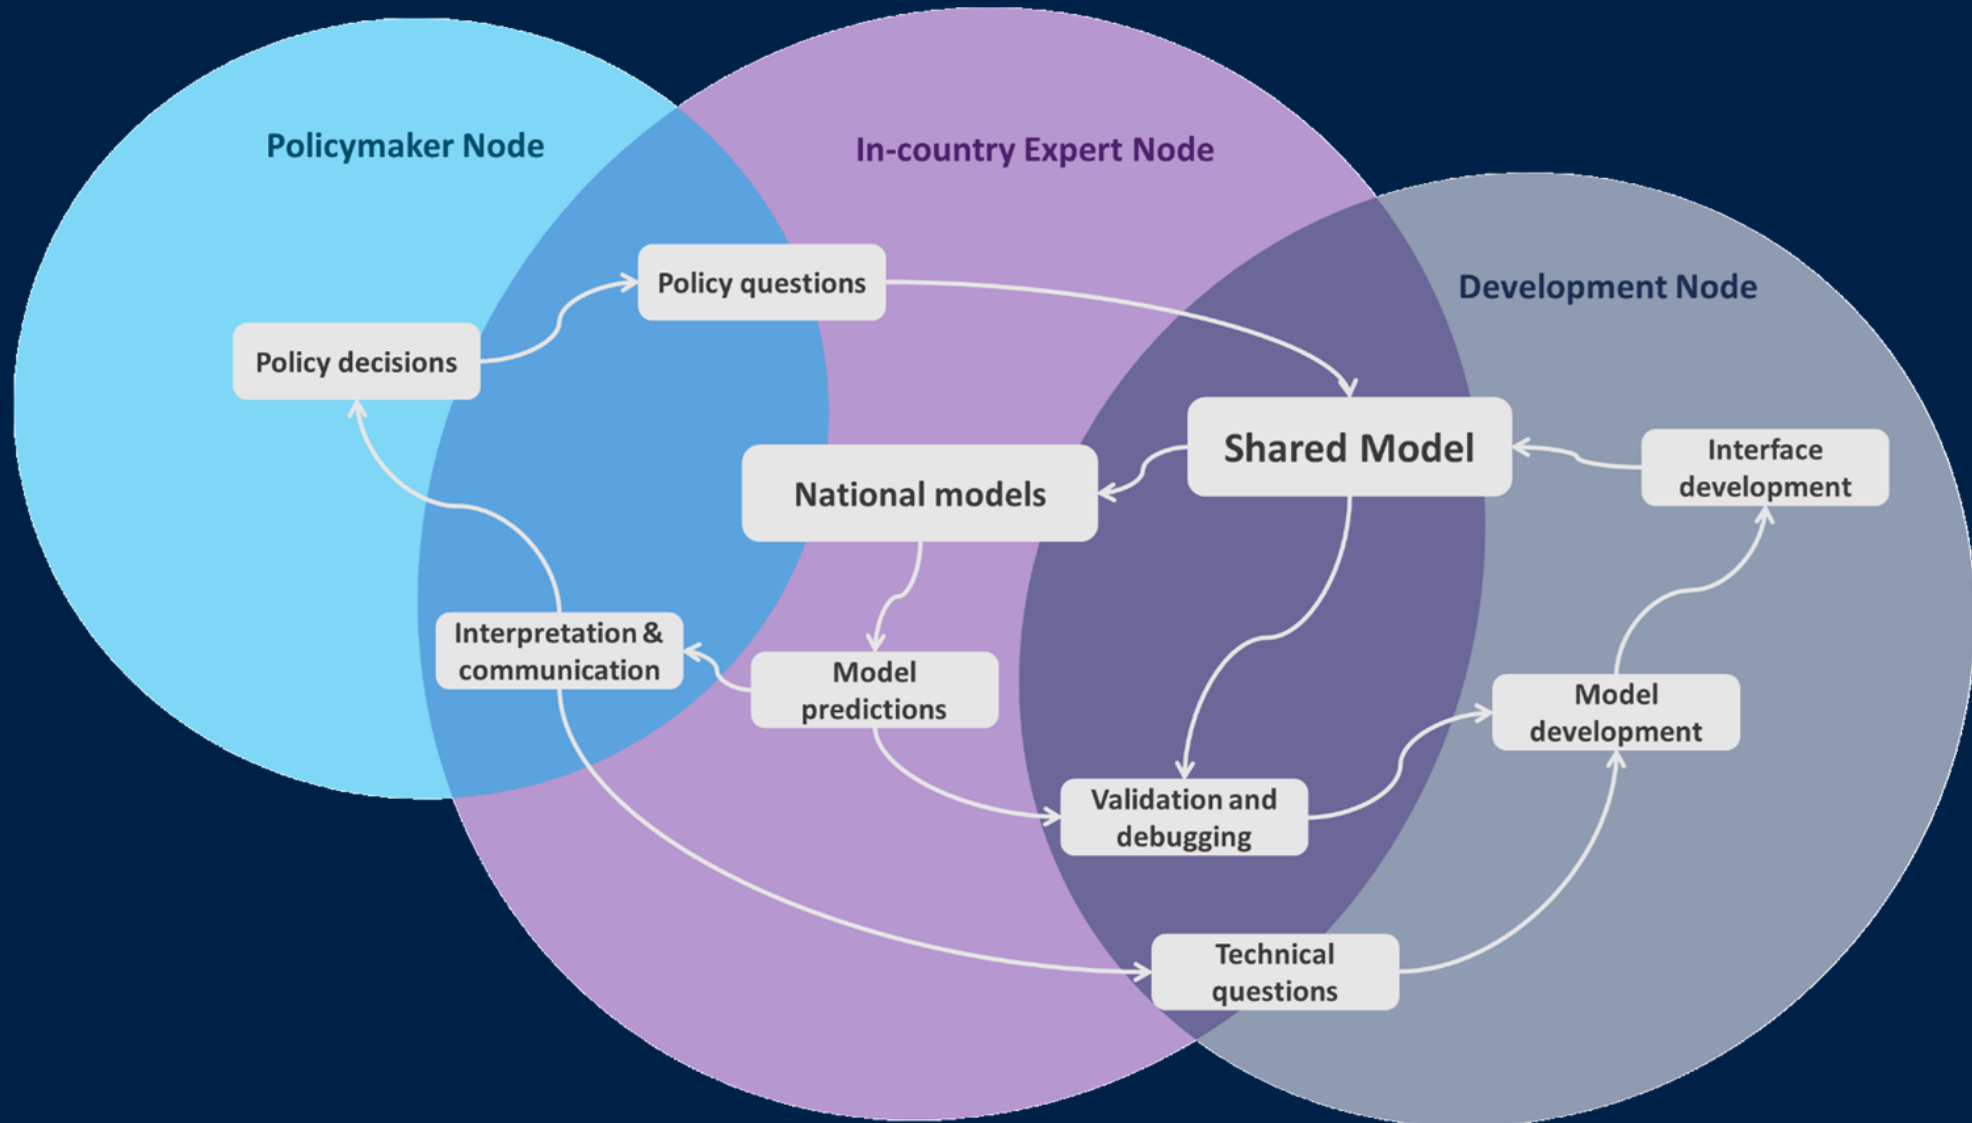 Policymaker Node
In-country Expert Node
Development Node
Policy questions
Policy decisions
Shared Model
National models
Interface
development
Interpretation &
communication
Model
predictions
Model
development
Validation and
debugging
Technical
questions